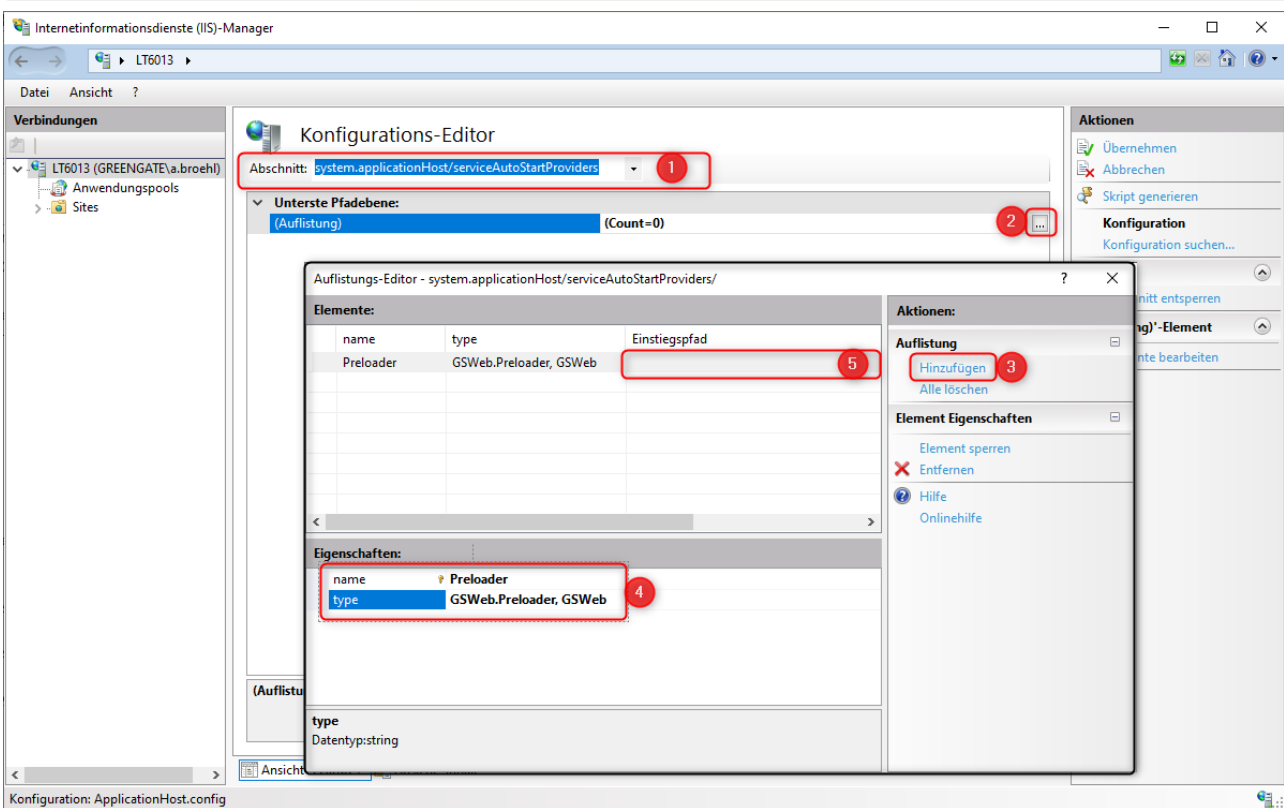 Internetinformationsdienste (IIS)-Manager
LT6013
Datei Ansicht ?
Verbindungen
LT6013 (GREENGATE\a.broehl)
Anwendungspools
Sites
Konfigurations-Editor
Abschnitt: system.applicationHost/serviceAutoStartProviders 1
Unterste Pfadebene:
(Auflistung) (Count=0) 2 ...
Aktionen
Übernehmen
Abbrechen
Skript generieren
Konfiguration
Konfiguration suchen...
nitt entsperren
ng)'-Element
nte bearbeiten
Auflistungs-Editor - system.applicationHost/serviceAutoStartProviders/ ?
Elemente:
name type Einstiegspfad
Preloader GSWeb.Preloader, GSWeb 5
Aktionen:
Auflistung
Hinzufügen 3
Alle löschen
Element Eigenschaften
Element sperren
Entfernen
Hilfe
Onlinehilfe
Eigenschaften:
name Preloader
type GSWeb.Preloader, GSWeb 4
type
Datentyp:string
(Auflistu
Ansicht
Konfiguration: ApplicationHost.config